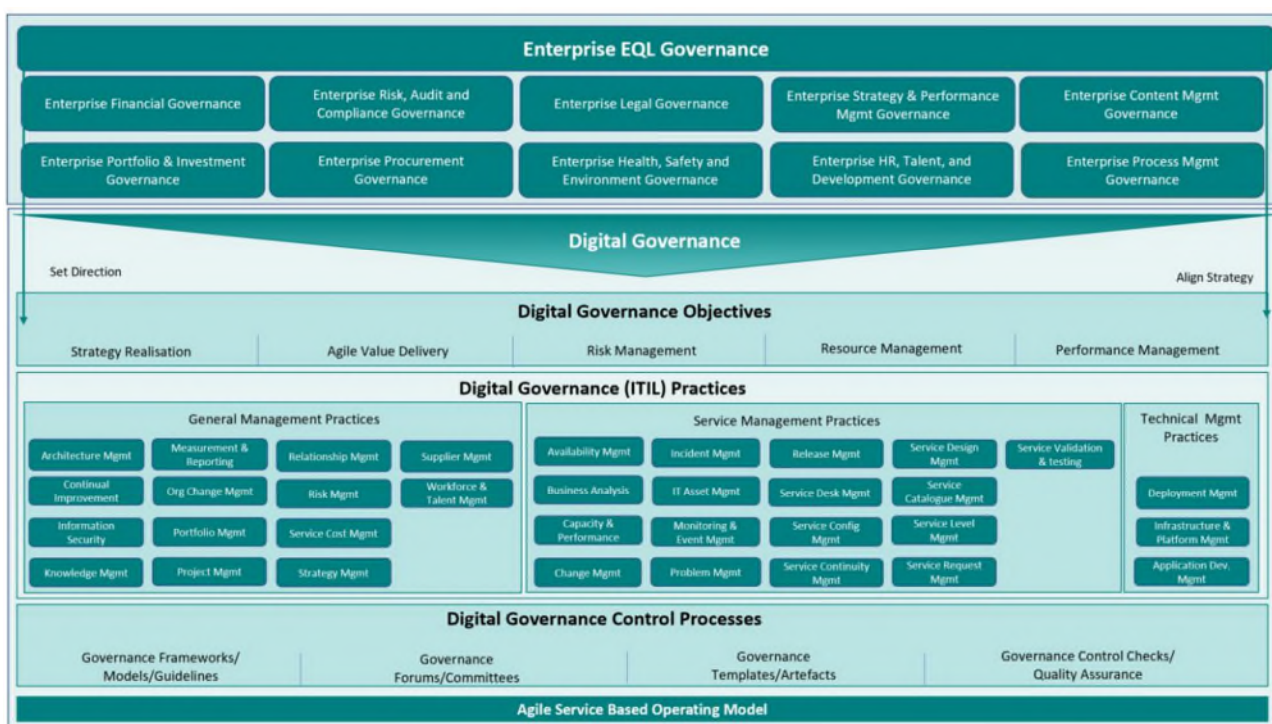 Enterprise EQL Governance
Enterprise Financial Governance
Enterprise Risk, Audit and
Compliance Governance
Enterprise Legal Governance
Enterprise Strategy & Performance
Mgmt Governance
Enterprise Content Mgmt
Governance
Enterprise Portfolio & Investment
Governance
Enterprise Procurement
Governance
Enterprise Health, Safety and
Environment Governance
Enterprise HR, Talent, and
Development Governance
Enterprise Process Mgmt
Governance
Digital Governance
Set Direction
Align Strategy
Digital Governance Objectives
Strategy Realisation
Agile Value Delivery
Risk Management
Resource Management
Performance Management
Digital Governance (ITIL) Practices
General Management Practices
Architecture Mgmt
Measurement &
Reporting
Relationship Mgmt
Supplier Mgmt
Continual
Improvement
Org Change Mgmt
Risk Mgmt
Workforce &
Talent Mgmt
Information
Security
Portfolio Mgmt
Service Cost Mgmt
Knowledge Mgmt
Project Mgmt
Strategy Mgmt
Service Management Practices
Availability Mgmt
Incident Mgmt
Release Mgmt
Service Design
Mgmt
Service Validation
& testing
Business Analysis
IT Asset Mgmt
Service Desk Mgmt
Service
Catalogue Mgmt
Capacity &
Performance
Monitoring &
Event Mgmt
Service Config
Mgmt
Service Level
Mgmt
Change Mgmt
Problem Mgmt
Service Continuity
Mgmt
Service Request
Mgmt
Technical Mgmt
Practices
Deployment Mgmt
Infrastructure &
Platform Mgmt
Application Dev.
Mgmt
Digital Governance Control Processes
Governance Frameworks/
Models/Guidelines
Governance
Forums/Committees
Governance
Templates/Artefacts
Governance Control Checks/
Quality Assurance
Agile Service Based Operating Model